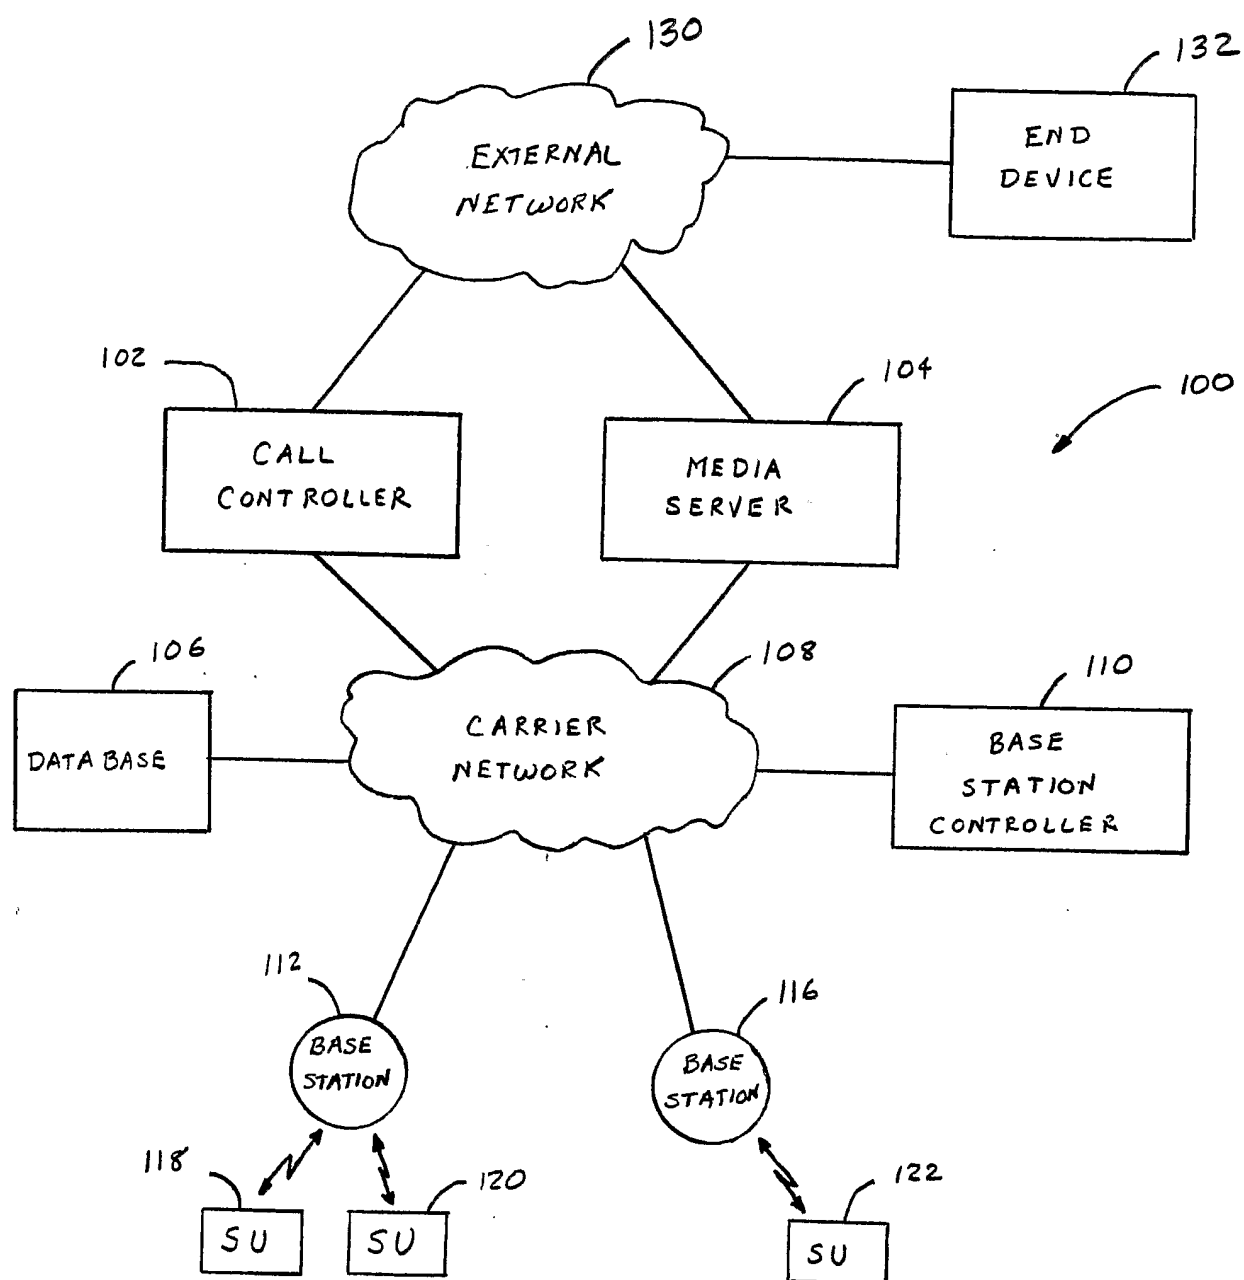 130
132
EXTERNAL
NETWORK
END
DEVICE
102
104
100
CALL
CONTROLLER
MEDIA
SERVER
106
108
110
DATA BASE
CARRIER
NETWORK
BASE
STATION
CONTROLLER
112
116
BASE
STATION
BASE
STATION
118
120
122
SU
SU
SU